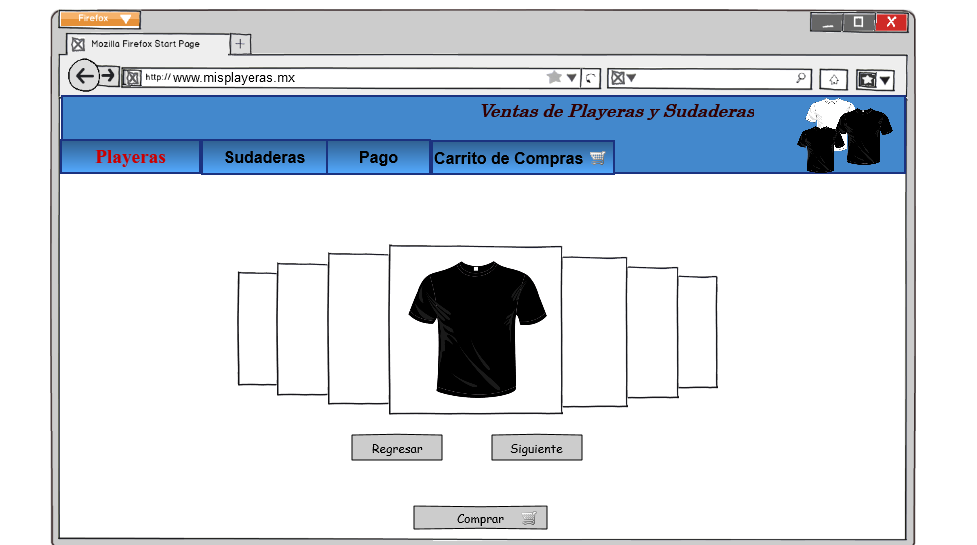 Firefox
Mozilla Firefox Start Page
http:// www.misplayeras.mx
Ventas de Playeras y Sudaderas
Playeras Sudaderas Pago Carrito de Compras
Regresar Siguiente
Comprar